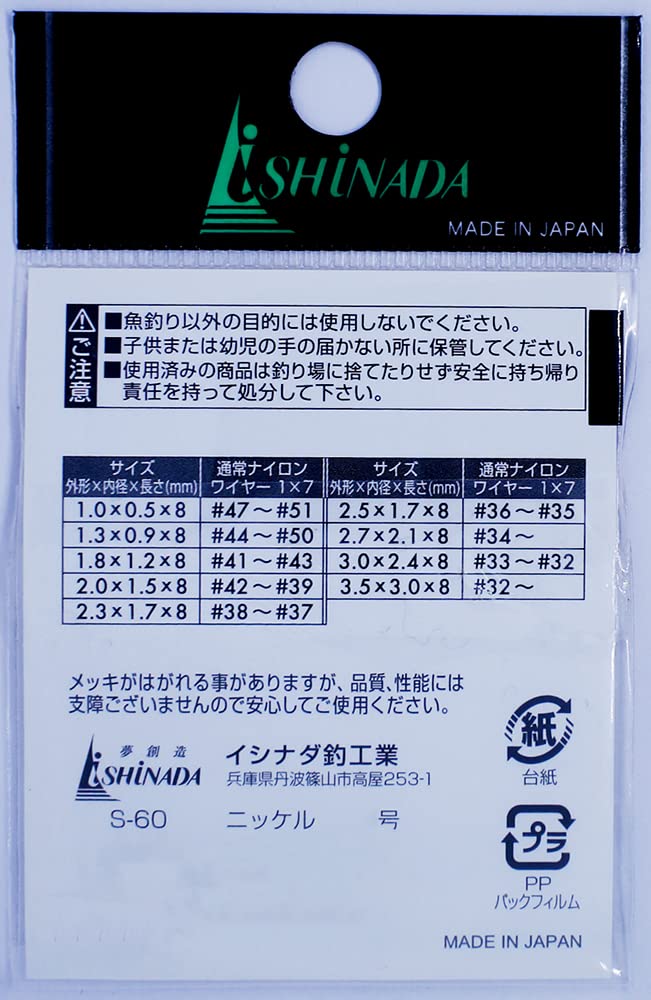 iSHiNADA
MADE IN JAPAN
ご注意
■魚釣り以外の目的には使用しないでください。
■子供または幼児の手の届かない所に保管してください。
■使用済みの商品は釣り場に捨てたりせず安全に持ち帰り
責任を持って処分して下さい。
サイズ 通常ナイロン サイズ 通常ナイロン
外形×内径×長さ(mm) ワイヤー 1×7 外形×内径×長さ(mm) ワイヤー 1×7
1.0×0.5×8 #47〜#51 2.5×1.7×8 #36〜#35
1.3×0.9×8 #44〜#50 2.7×2.1×8 #34〜
1.8×1.2×8 #41〜#43 3.0×2.4×8 #33〜#32
2.0×1.5×8 #42〜#39 3.5×3.0×8 #32〜
2.3×1.7×8 #38〜#37
メッキがはがれる事がありますが、品質、性能には
支障ございませんので安心してご使用ください。
夢創造
iSHiNADA
イシナダ釣工業
兵庫県丹波篠山市高屋253-1
S-60 ニッケル 号
紙
台紙
プラ
PP
パックフィルム
MADE IN JAPAN